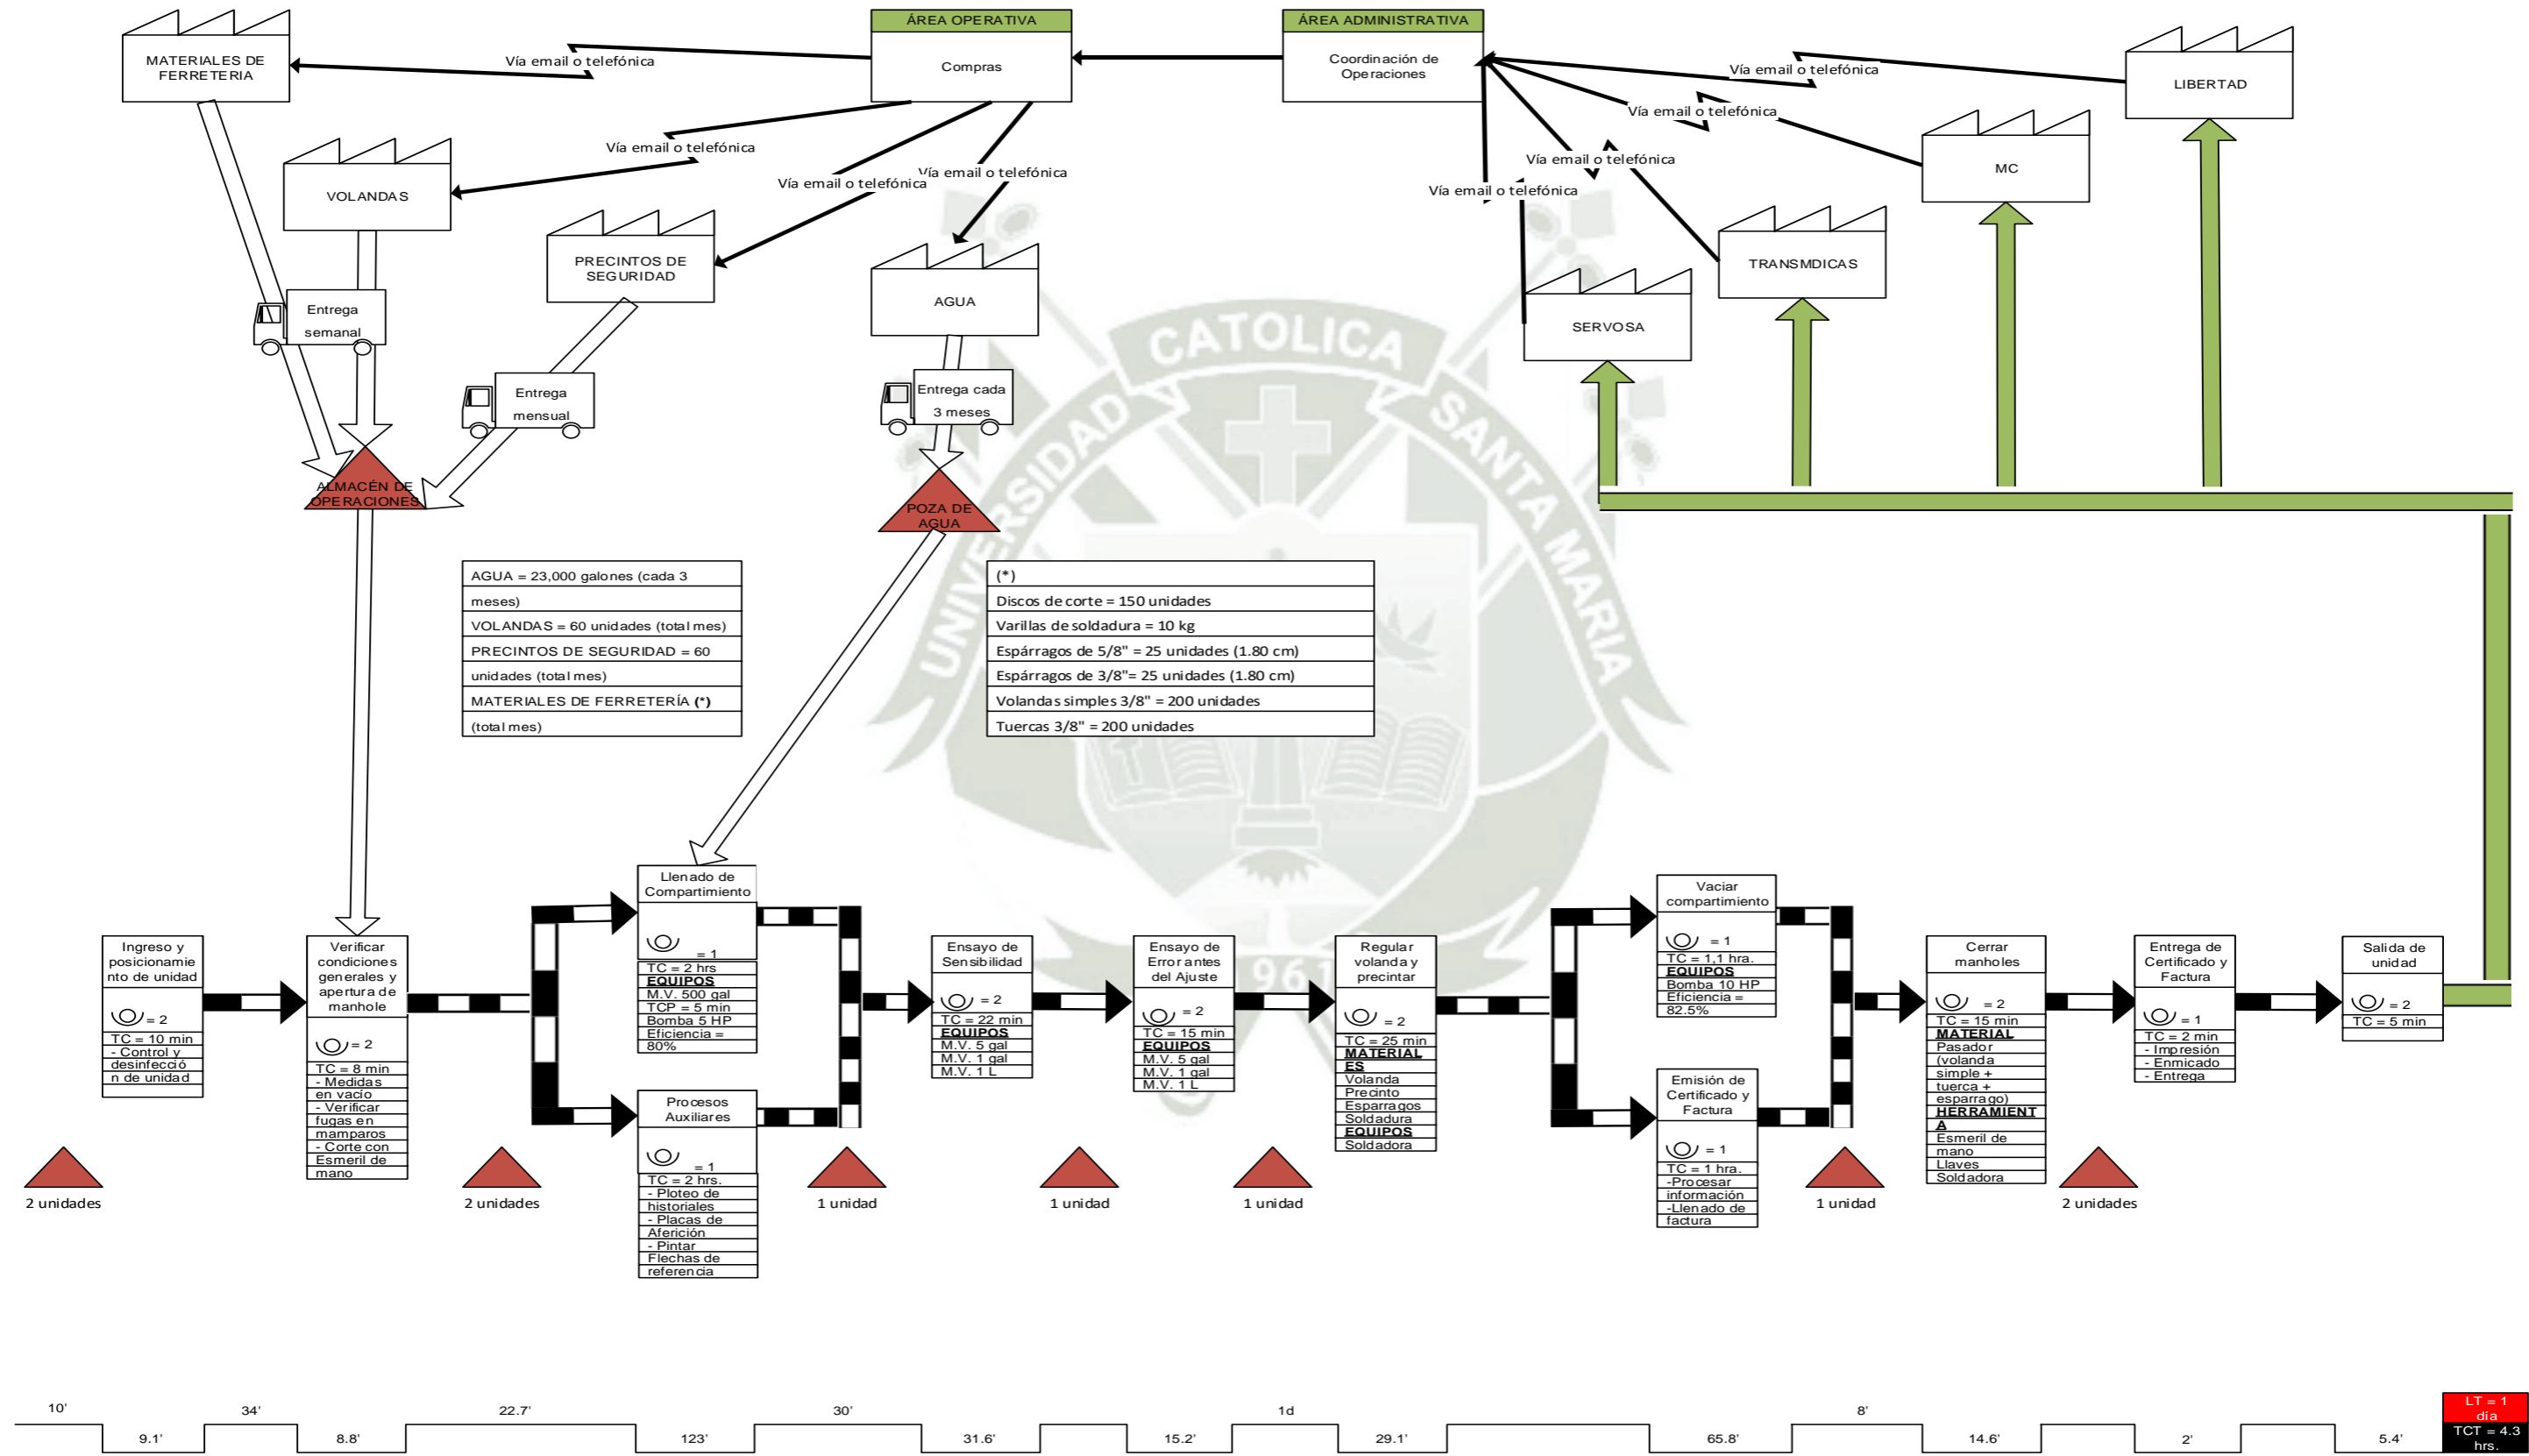 ÁREA OPERATIVA
Compras
ÁREA ADMINISTRATIVA
Coordinación de
Operaciones
MATERIALES DE
FERRETERIA
Vía email o telefónica
Vía email o telefónica
LIBERTAD
Vía email o telefónica
Vía email o telefónica
Vía email o telefónica
Vía email o telefónica
Vía email o telefónica
Vía email o telefónica
MC
VOLANDAS
PRECINTOS DE
SEGURIDAD
TRANSMDICAS
AGUA
SERVOSA
Entrega
semanal
Entrega
mensual
Entrega cada
3 meses
ALMACÉN DE
OPERACIONES
POZA DE
AGUA
UNIVERSIDAD CATOLICA SANTA MARIA
961
AGUA = 23,000 galones (cada 3
meses)
VOLANDAS = 60 unidades (total mes)
PRECINTOS DE SEGURIDAD = 60
unidades (total mes)
MATERIALES DE FERRETERÍA (*)
(total mes)
(*)
Discos de corte = 150 unidades
Varillas de soldadura = 10 kg
Espárragos de 5/8" = 25 unidades (1.80 cm)
Espárragos de 3/8"= 25 unidades (1.80 cm)
Volandas simples 3/8" = 200 unidades
Tuercas 3/8" = 200 unidades
Ingreso y
posicionamie
nto de unidad
= 2
TC = 10 min
- Control y
desinfecció
n de unidad
Verificar
condiciones
generales y
apertura de
manhole
= 2
TC = 8 min
- Medidas
en vacío
- Verificar
fugas en
mamparos
- Corte con
Esmeril de
mano
Llenado de
Compartimiento
= 1
TC = 2 hrs
EQUIPOS
M.V. 500 gal
TCP = 5 min
Bomba 5 HP
Eficiencia =
80%
Procesos
Auxiliares
= 1
TC = 2 hrs.
- Ploteo de
historiales
- Placas de
Aferición
- Pintar
Flechas de
referencia
Ensayo de
Sensibilidad
= 2
TC = 22 min
EQUIPOS
M.V. 5 gal
M.V. 1 gal
M.V. 1 L
Ensayo de
Error antes
del Ajuste
= 2
TC = 15 min
EQUIPOS
M.V. 5 gal
M.V. 1 gal
M.V. 1 L
Regular
volanda y
precintar
= 2
TC = 25 min
MATERIAL
ES
Volanda
Precinto
Esparragos
Soldadura
EQUIPOS
Soldadora
Vaciar
compartimiento
= 1
TC = 1,1 hra.
EQUIPOS
Bomba 10 HP
Eficiencia =
82.5%
Emisión de
Certificado y
Factura
= 1
TC = 1 hra.
-Procesar
información
-Llenado de
factura
Cerrar
manholes
= 2
TC = 15 min
MATERIAL
Pasador
(volanda
simple +
tuerca +
esparrago)
HERRAMIENT
A
Esmeril de
mano
Llaves
Soldadora
Entrega de
Certificado y
Factura
= 1
TC = 2 min
- Impresión
- Enmicado
- Entrega
Salida de
unidad
= 2
TC = 5 min
2 unidades
2 unidades
1 unidad
1 unidad
1 unidad
1 unidad
2 unidades
10'
34'
22.7'
30'
1d
8'
9.1'
8.8'
123'
31.6'
15.2'
29.1'
65.8'
14.6'
2'
5.4'
LT = 1
día
TCT = 4.3
hrs.